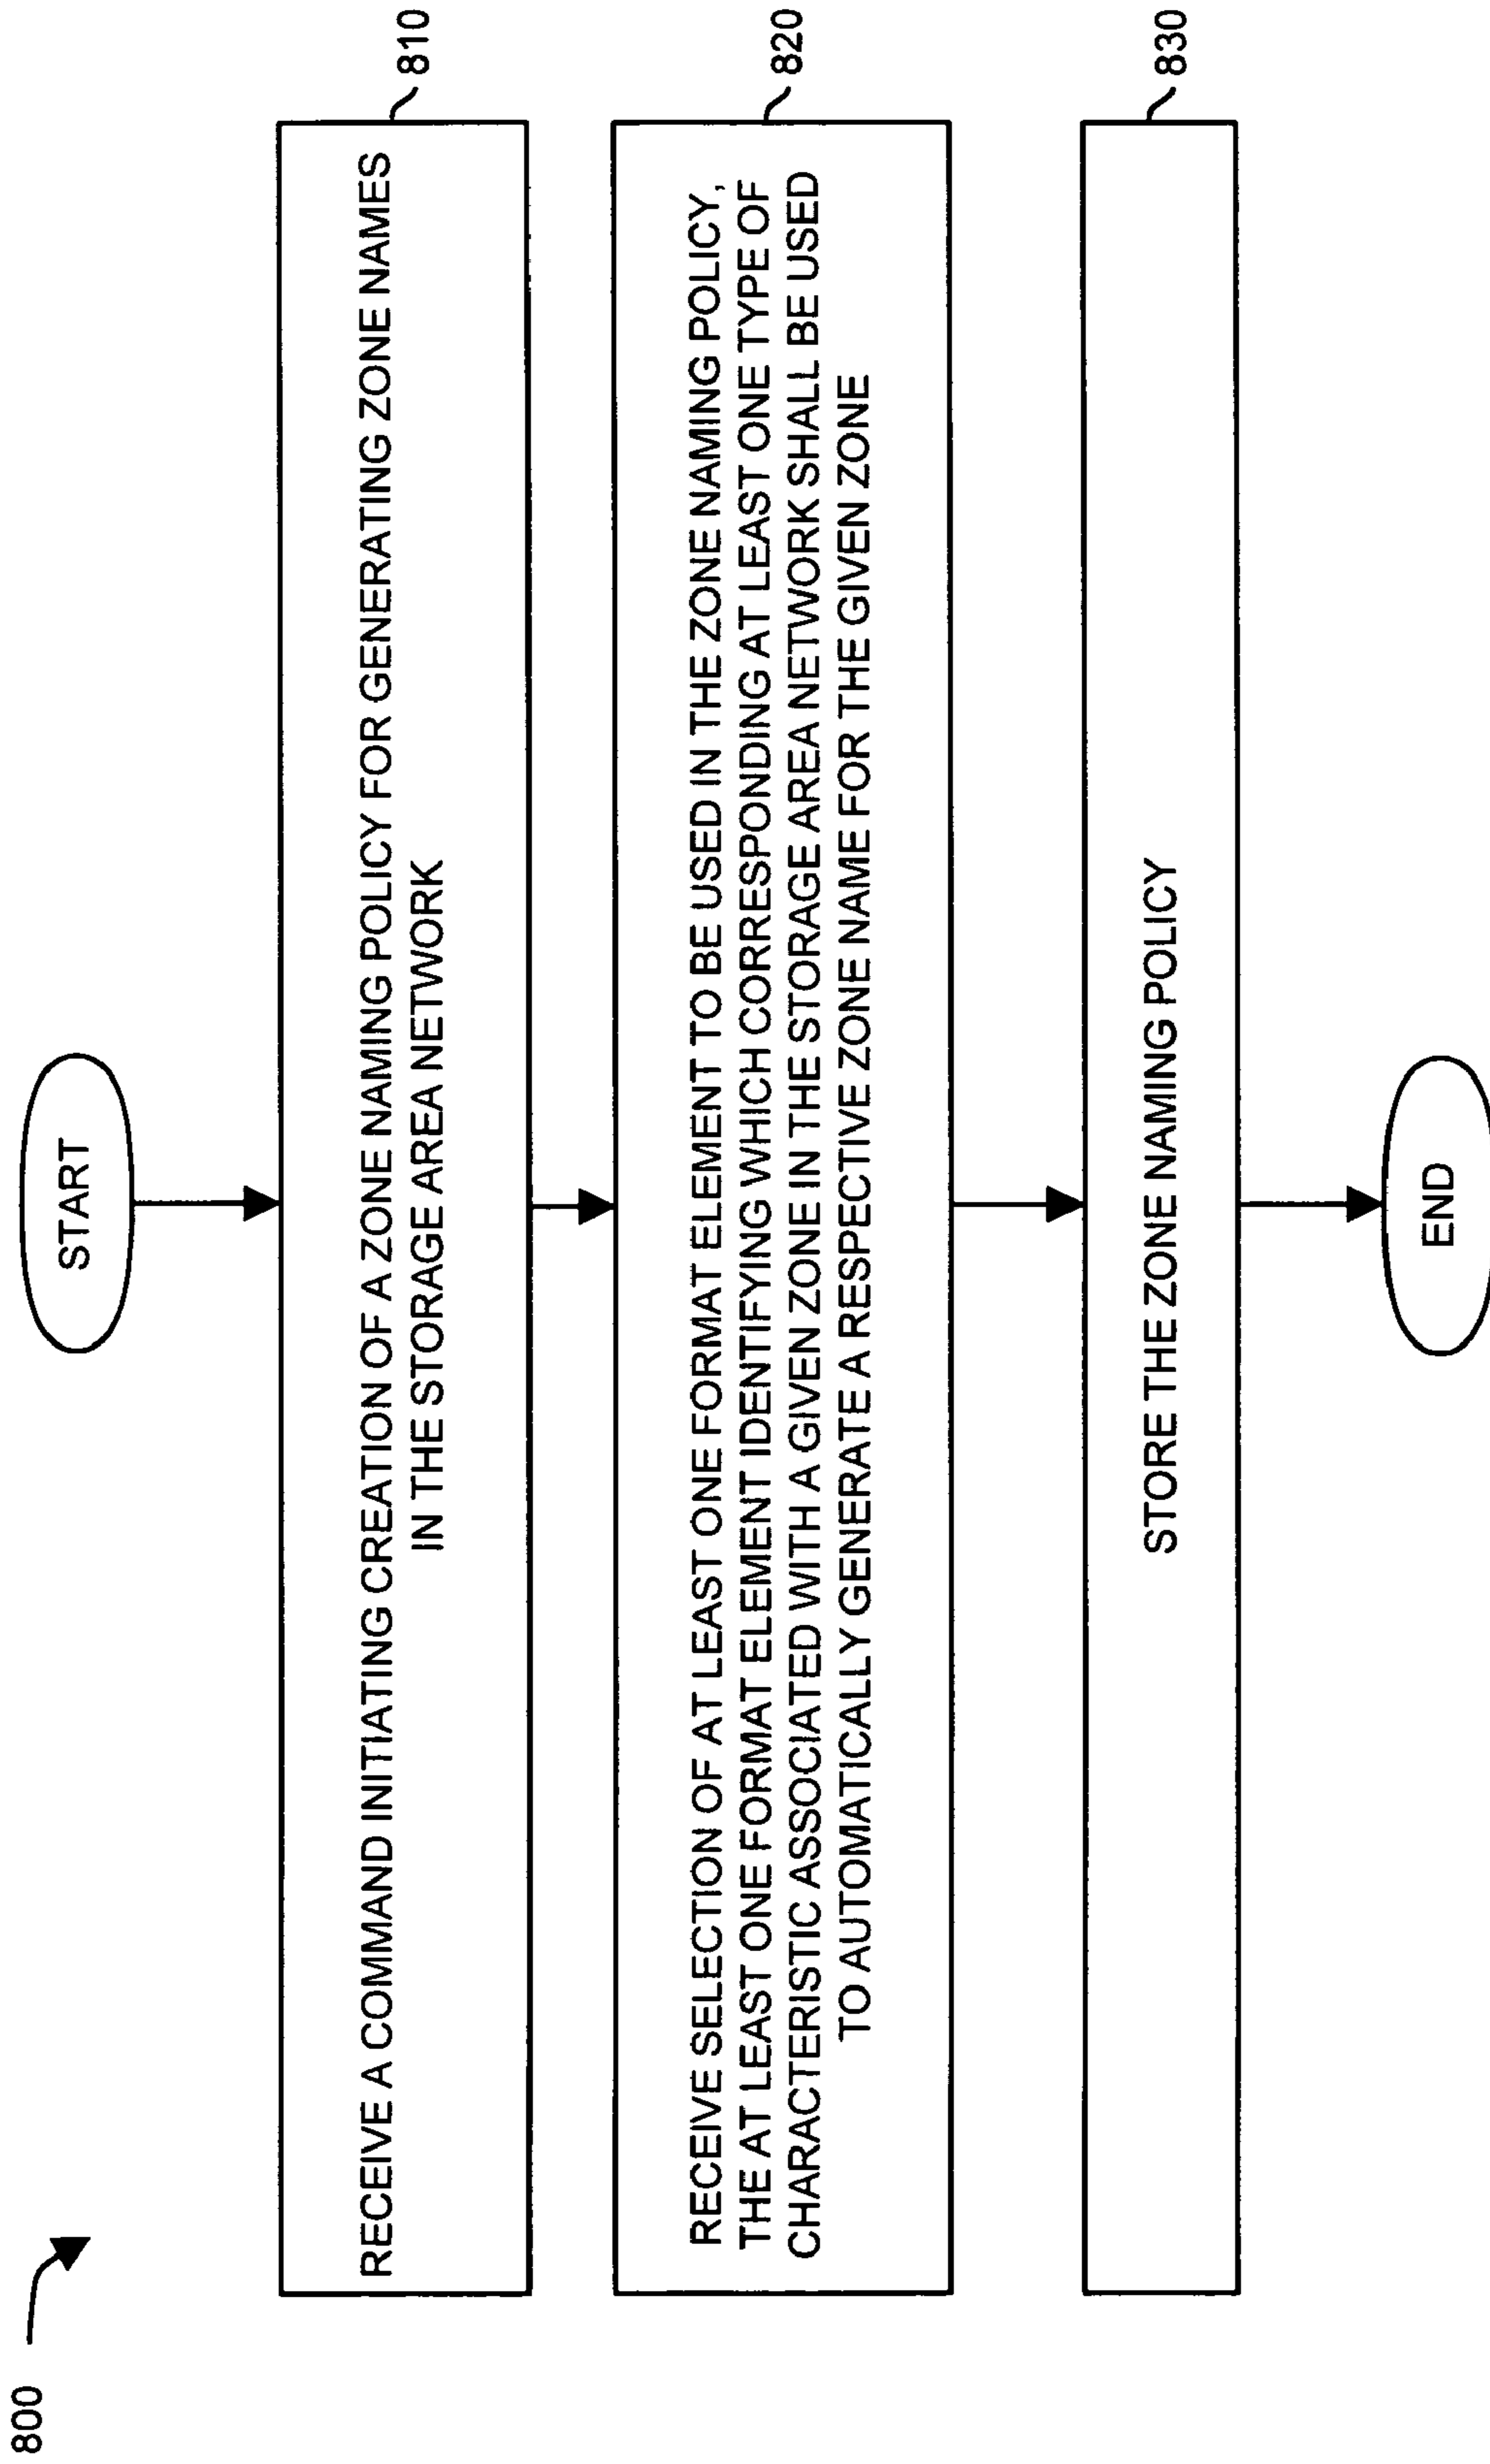 800
START
RECEIVE A COMMAND INITIATING CREATION OF A ZONE NAMING POLICY FOR GENERATING ZONE NAMES
IN THE STORAGE AREA NETWORK
810
RECEIVE SELECTION OF AT LEAST ONE FORMAT ELEMENT TO BE USED IN THE ZONE NAMING POLICY,
THE AT LEAST ONE FORMAT ELEMENT IDENTIFYING WHICH CORRESPONDING AT LEAST ONE TYPE OF
CHARACTERISTIC ASSOCIATED WITH A GIVEN ZONE IN THE STORAGE AREA NETWORK SHALL BE USED
TO AUTOMATICALLY GENERATE A RESPECTIVE ZONE NAME FOR THE GIVEN ZONE
820
STORE THE ZONE NAMING POLICY
830
END